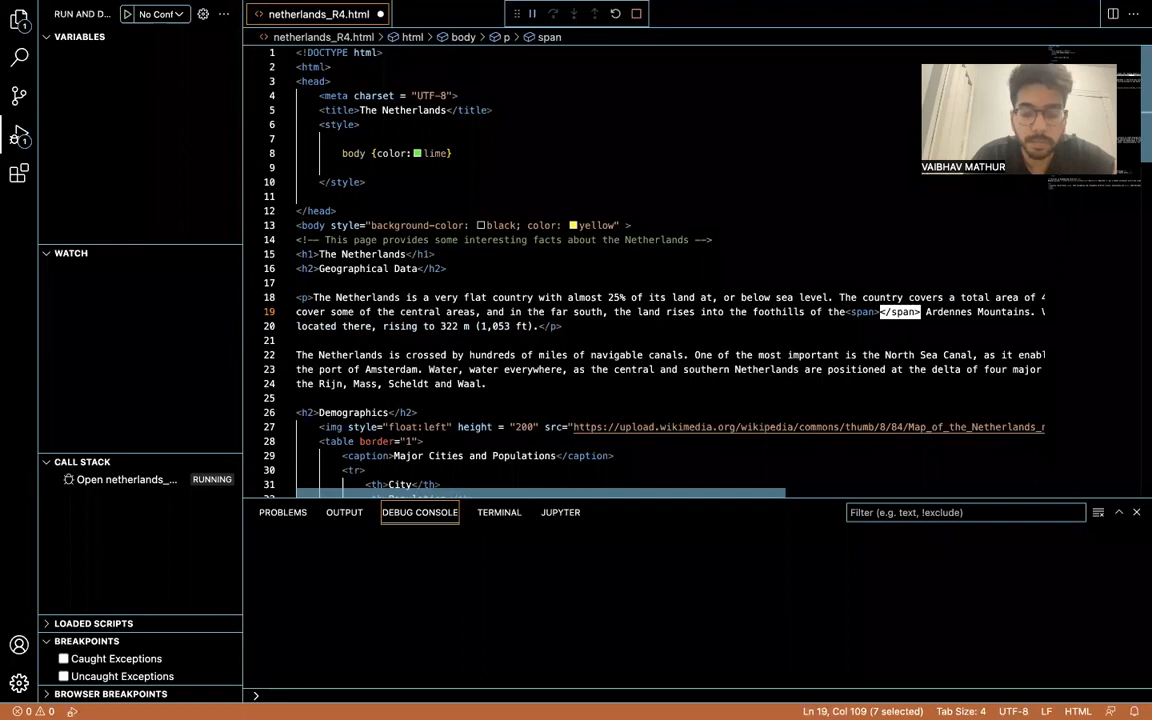 RUN AND D...
No Conf
netherlands_R4.html
netherlands_R4.html > html > body > p > span
VARIABLES
WATCH
CALL STACK
Open netherlands_...
RUNNING
LOADED SCRIPTS
BREAKPOINTS
Caught Exceptions
Uncaught Exceptions
BROWSER BREAKPOINTS
1 <!DOCTYPE html>
2 <html>
3 <head>
4 <meta charset = "UTF-8">
5 <title>The Netherlands</title>
6 <style>
7
8 body {color: lime}
9
10 </style>
11
12 </head>
13 <body style="background-color: black; color: yellow" >
14 <!-- This page provides some interesting facts about the Netherlands -->
15 <h1>The Netherlands</h1>
16 <h2>Geographical Data</h2>
17
18 <p>The Netherlands is a very flat country with almost 25% of its land at, or below sea level. The country covers a total area of 4
19 cover some of the central areas, and in the far south, the land rises into the foothills of the<span></span> Ardennes Mountains. V
20 located there, rising to 322 m (1,053 ft).</p>
21
22 The Netherlands is crossed by hundreds of miles of navigable canals. One of the most important is the North Sea Canal, as it enabl
23 the port of Amsterdam. Water, water everywhere, as the central and southern Netherlands are positioned at the delta of four major
24 the Rijn, Mass, Scheldt and Waal.
25
26 <h2>Demographics</h2>
27 <img style="float:left" height = "200" src="https://upload.wikimedia.org/wikipedia/commons/thumb/8/84/Map_of_the_Netherlands_n
28 <table border="1">
29 <caption>Major Cities and Populations</caption>
30 <tr>
31 <th>City</th>
VAIBHAV MATHUR
PROBLEMS OUTPUT DEBUG CONSOLE TERMINAL JUPYTER
Filter (e.g. text, !exclude)
0 0
Ln 19, Col 109 (7 selected) Tab Size: 4 UTF-8 LF HTML